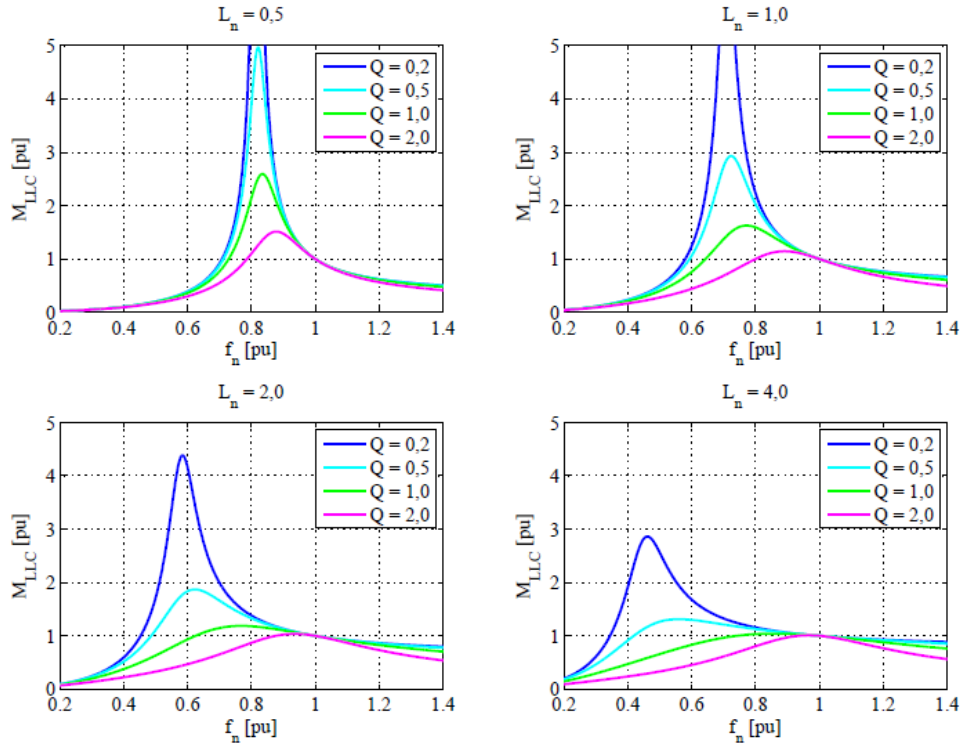 L_n = 0,5
M_LLC [pu]
5
4
3
2
1
0
Q = 0,2
Q = 0,5
Q = 1,0
Q = 2,0
0.2 0.4 0.6 0.8 1 1.2 1.4
f_n [pu]
L_n = 1,0
M_LLC [pu]
5
4
3
2
1
0
Q = 0,2
Q = 0,5
Q = 1,0
Q = 2,0
0.2 0.4 0.6 0.8 1 1.2 1.4
f_n [pu]
L_n = 2,0
M_LLC [pu]
5
4
3
2
1
0
Q = 0,2
Q = 0,5
Q = 1,0
Q = 2,0
0.2 0.4 0.6 0.8 1 1.2 1.4
f_n [pu]
L_n = 4,0
M_LLC [pu]
5
4
3
2
1
0
Q = 0,2
Q = 0,5
Q = 1,0
Q = 2,0
0.2 0.4 0.6 0.8 1 1.2 1.4
f_n [pu]